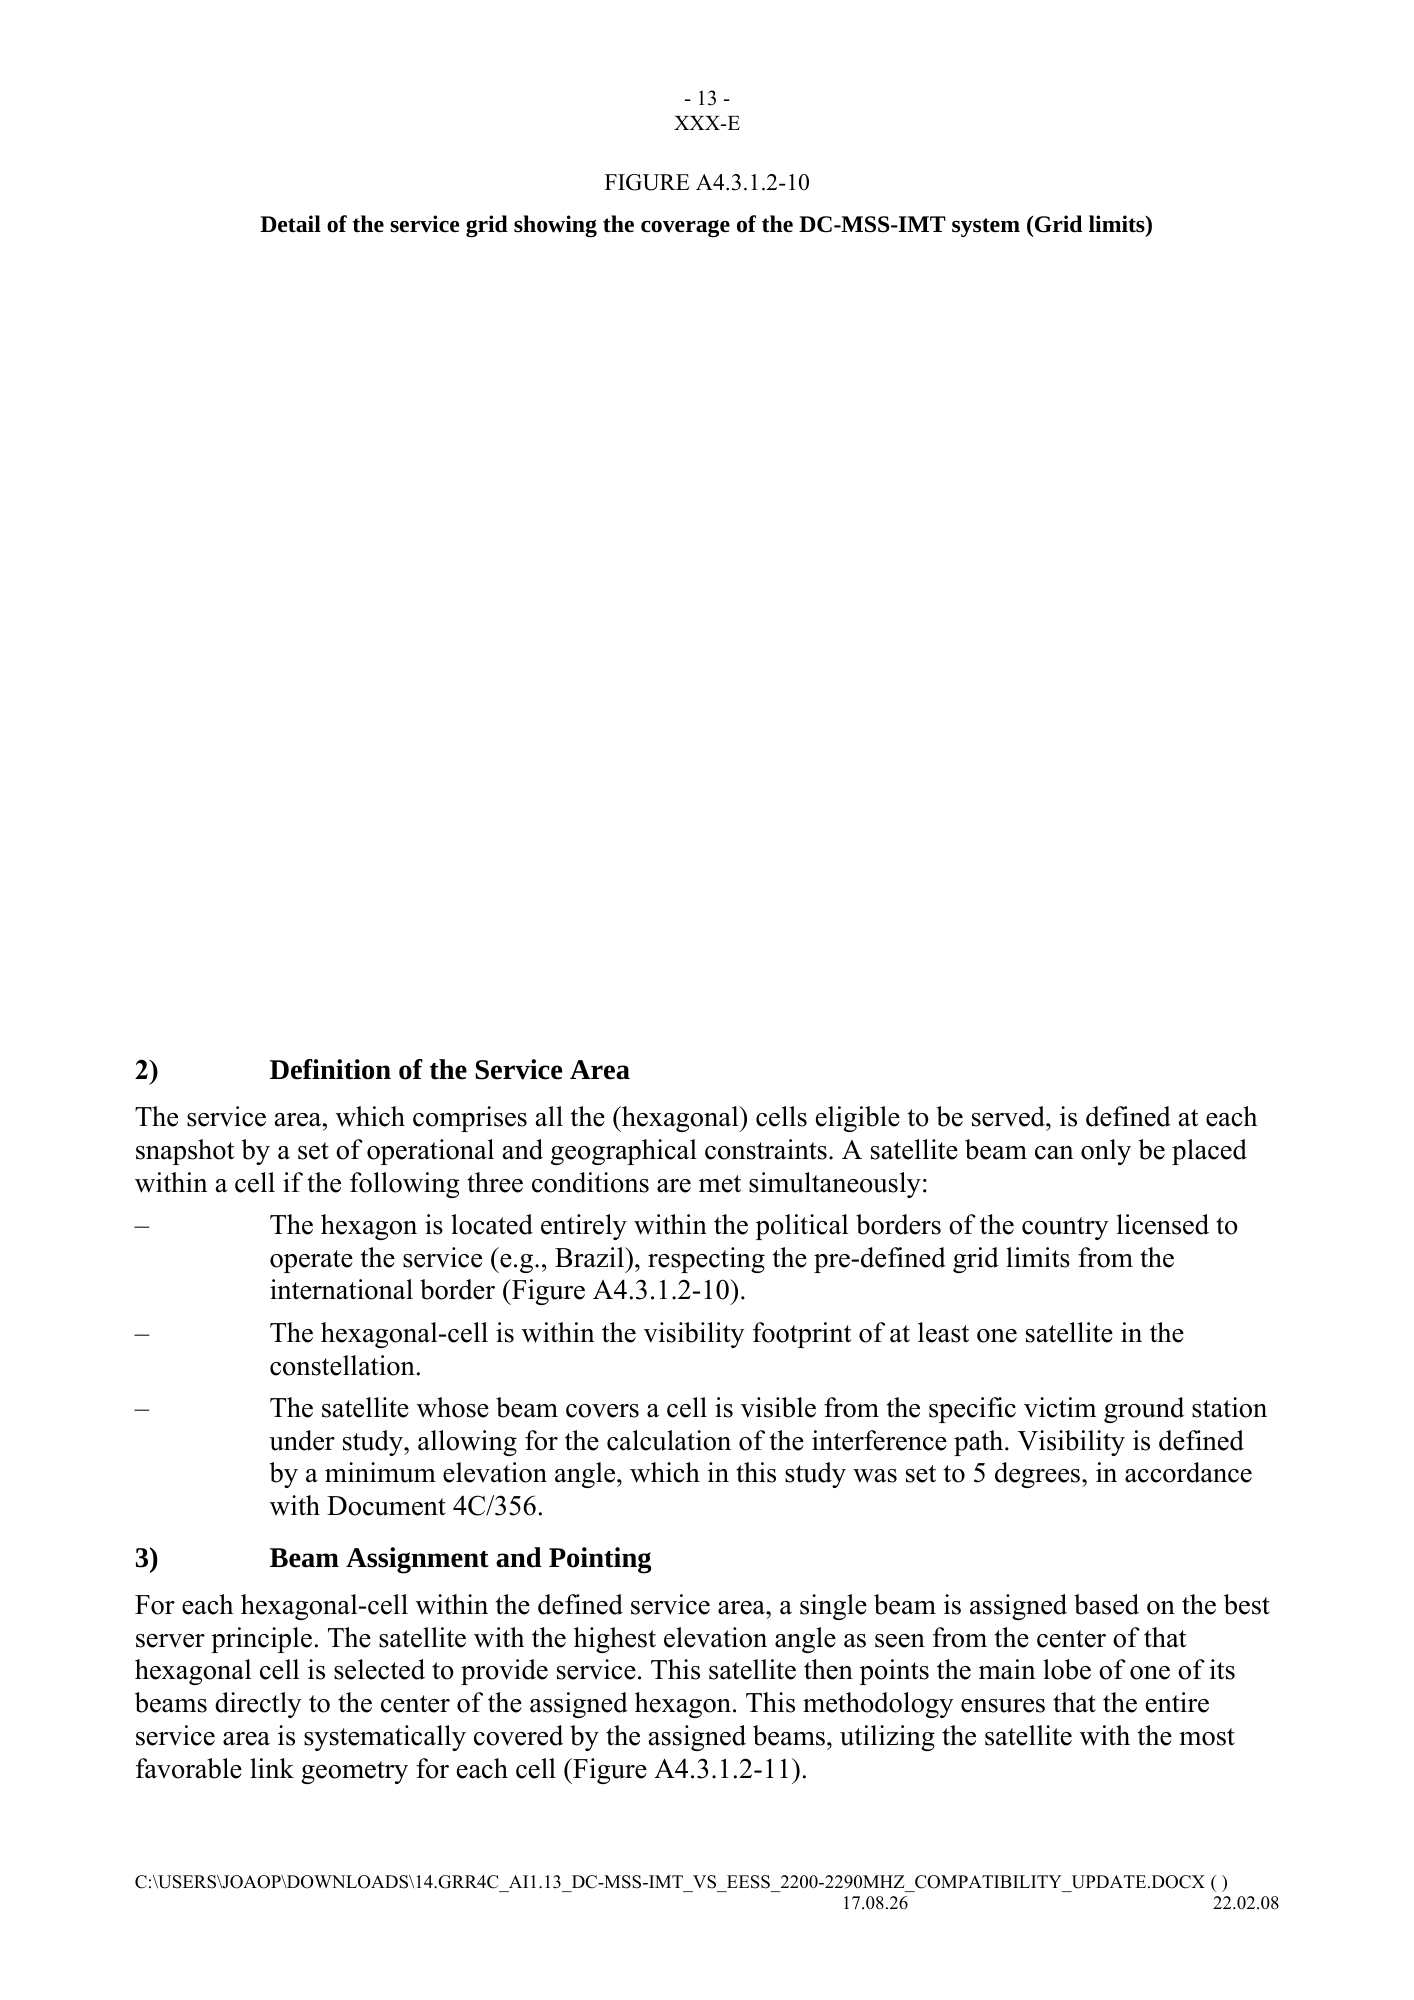 - 13 -
XXX-E
FIGURE A4.3.1.2-10
Detail of the service grid showing the coverage of the DC-MSS-IMT system (Grid limits)
2) Definition of the Service Area
The service area, which comprises all the (hexagonal) cells eligible to be served, is defined at each
snapshot by a set of operational and geographical constraints. A satellite beam can only be placed
within a cell if the following three conditions are met simultaneously:
– The hexagon is located entirely within the political borders of the country licensed to
operate the service (e.g., Brazil), respecting the pre-defined grid limits from the
international border (Figure A4.3.1.2-10).
– The hexagonal-cell is within the visibility footprint of at least one satellite in the
constellation.
– The satellite whose beam covers a cell is visible from the specific victim ground station
under study, allowing for the calculation of the interference path. Visibility is defined
by a minimum elevation angle, which in this study was set to 5 degrees, in accordance
with Document 4C/356.
3) Beam Assignment and Pointing
For each hexagonal-cell within the defined service area, a single beam is assigned based on the best
server principle. The satellite with the highest elevation angle as seen from the center of that
hexagonal cell is selected to provide service. This satellite then points the main lobe of one of its
beams directly to the center of the assigned hexagon. This methodology ensures that the entire
service area is systematically covered by the assigned beams, utilizing the satellite with the most
favorable link geometry for each cell (Figure A4.3.1.2-11).
C:\USERS\JOAOP\DOWNLOADS\14.GRR4C_AI1.13_DC-MSS-IMT_VS_EESS_2200-2290MHZ_COMPATIBILITY_UPDATE.DOCX ( )
17.08.26 22.02.08